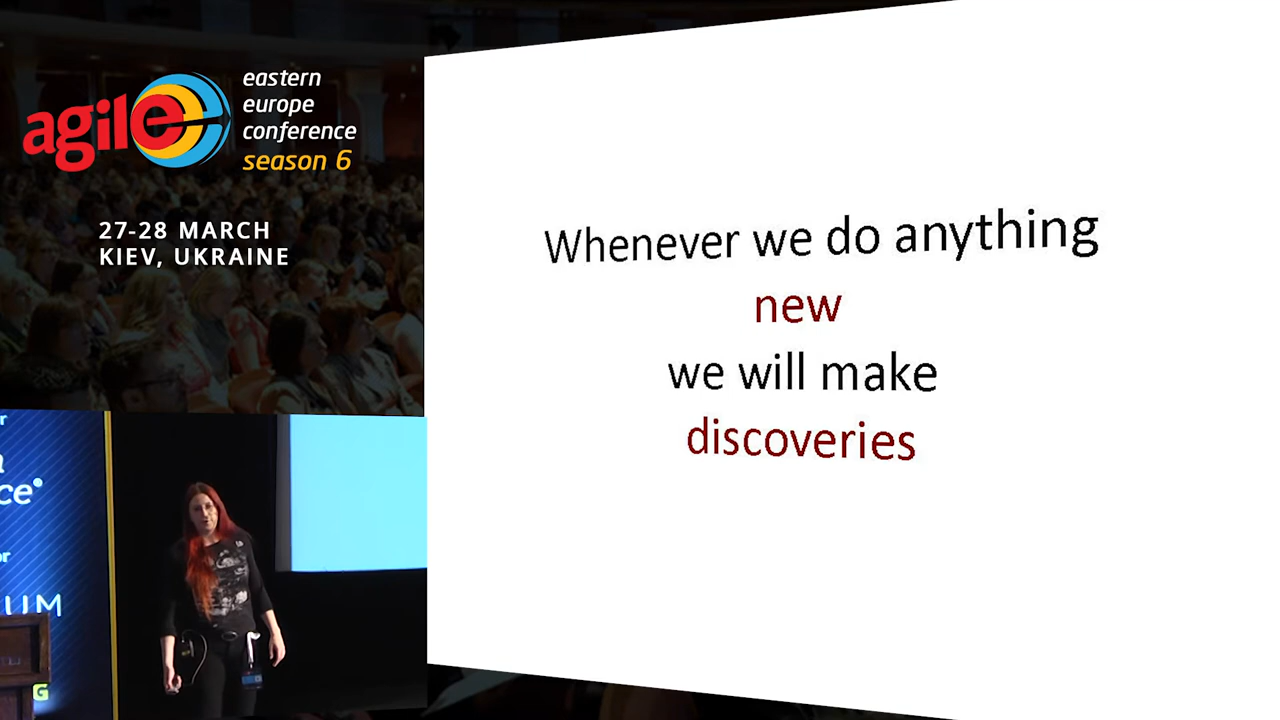 agile
eastern
europe
conference
season 6
27-28 MARCH
KIEV, UKRAINE
Whenever we do anything
new
we will make
discoveries